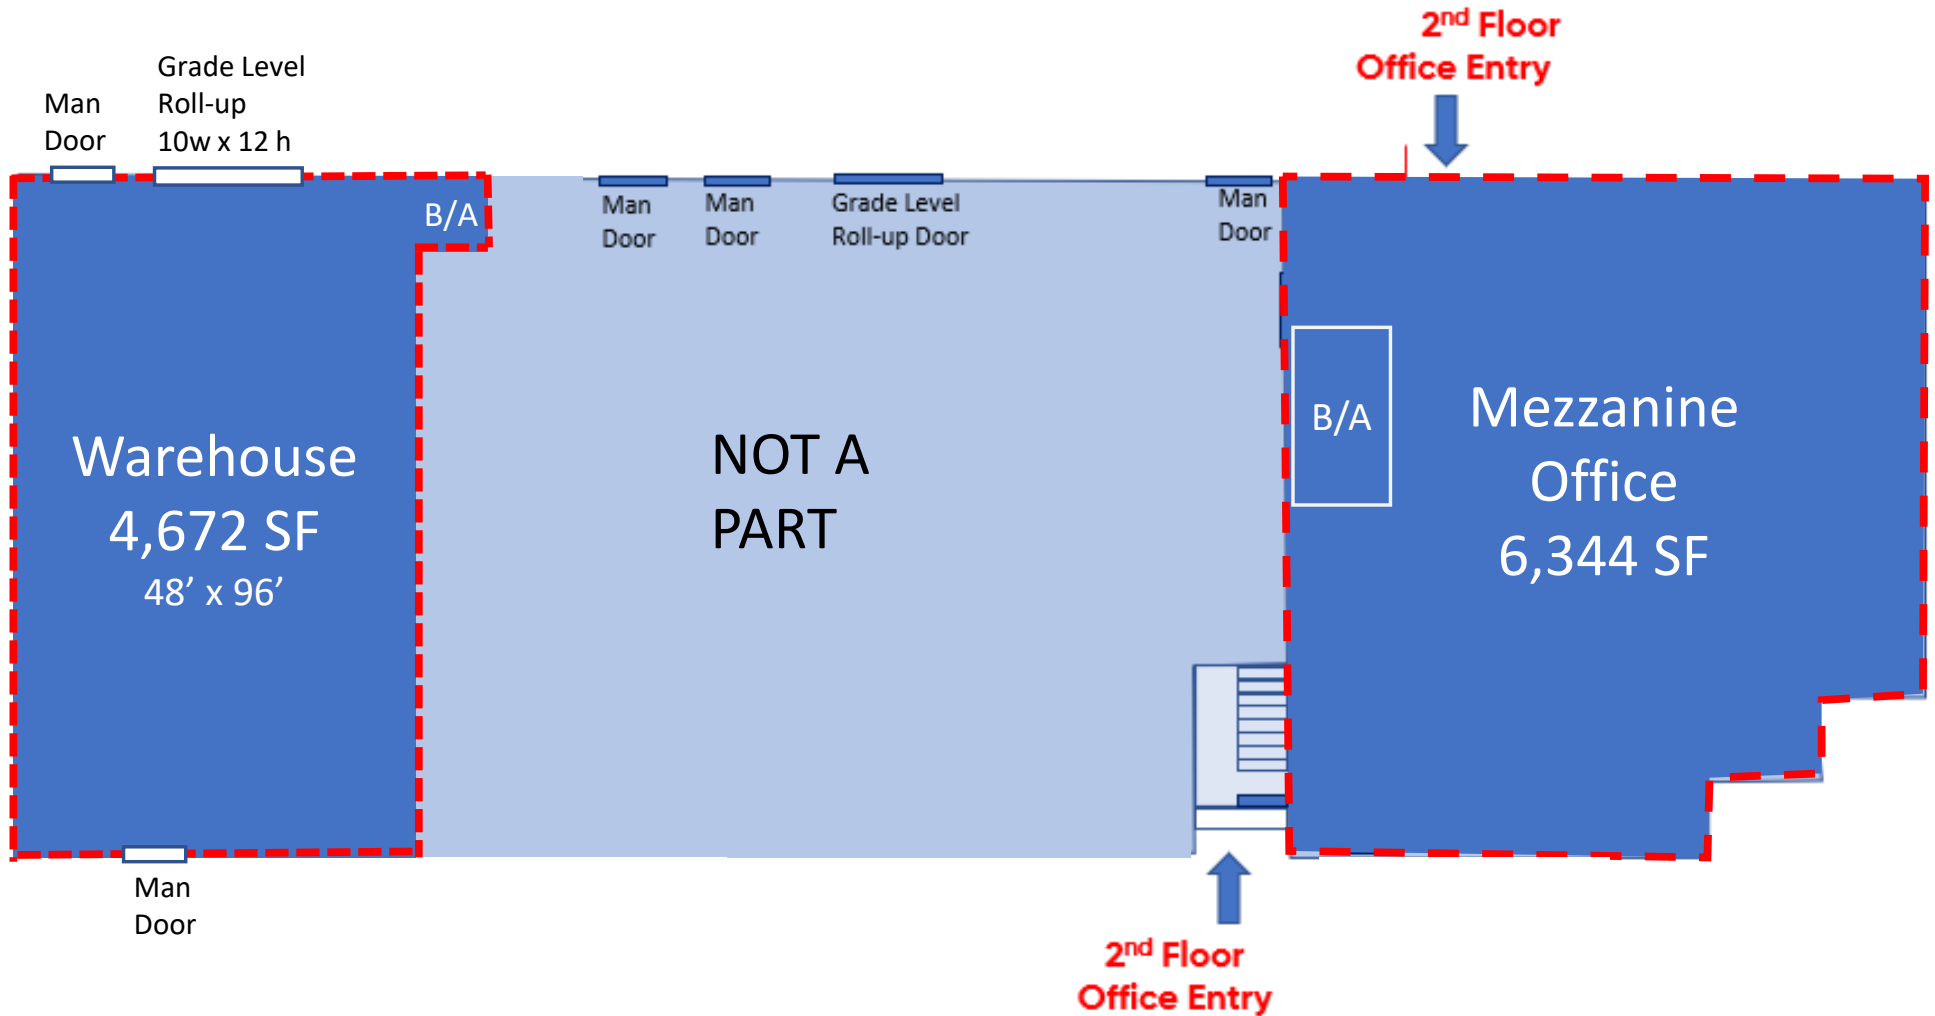 2nd Floor
Office Entry
Grade Level
Roll-up
10w x 12 h
Man
Door
B/A
Man
Door
Man
Door
Grade Level
Roll-up Door
Man
Door
Warehouse
4,672 SF
48’ x 96’
NOT A
PART
B/A
Mezzanine
Office
6,344 SF
Man
Door
2nd Floor
Office Entry